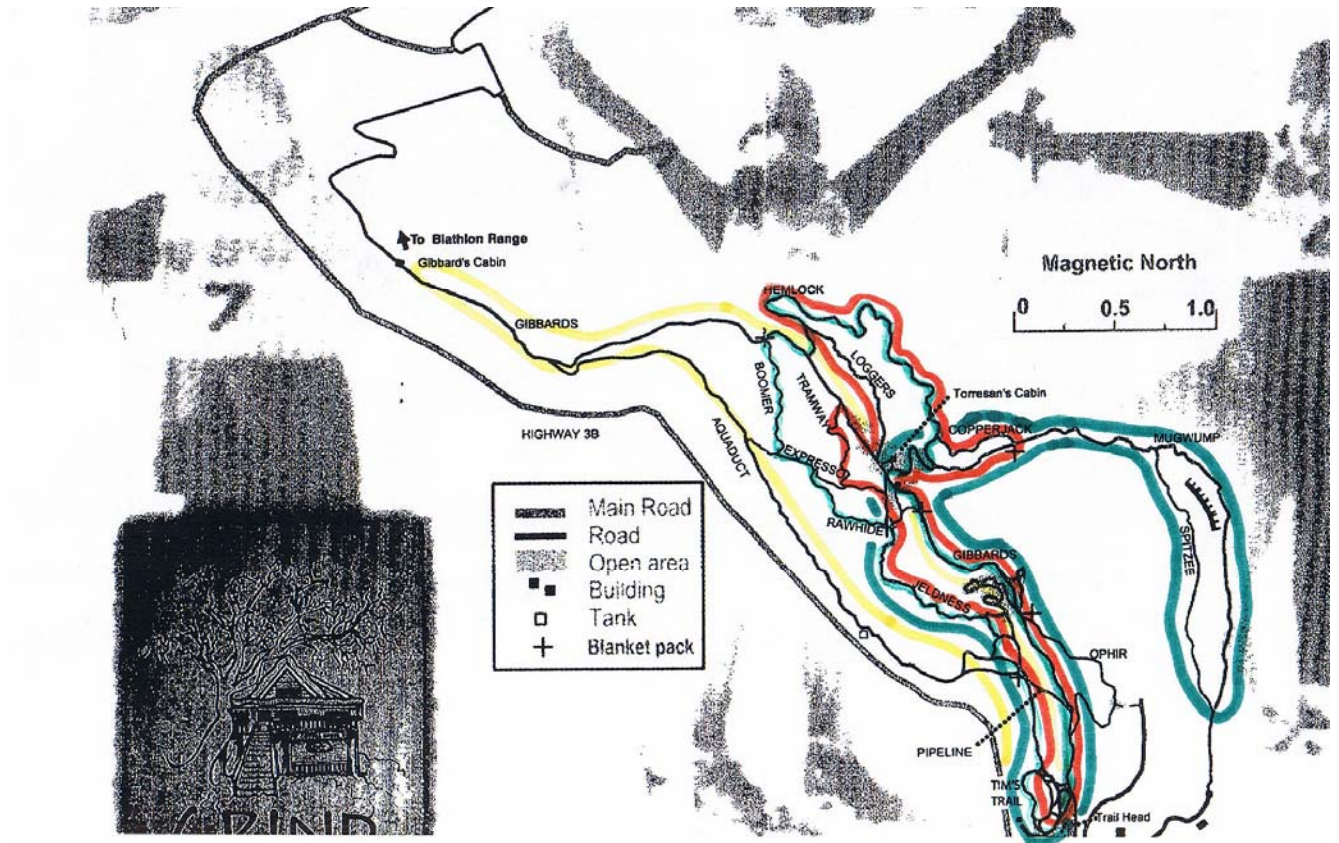 To Biathlon Range
Gibbard's Cabin
GIBBARDS
HEMLOCK
Magnetic North
0 0.5 1.0
LOGGERS
BOOMER
TRAMWAY
Torresan's Cabin
COPPERJACK
MUGWUMP
HIGHWAY 3B
AQUADUCT
EXPRESSO
RAWHIDE
SPITZEE
GIBBARDS
JELDNESS
OPHIR
Main Road
Road
Open area
Building
Tank
Blanket pack
PIPELINE
TIM'S
TRAIL
Trail Head
7